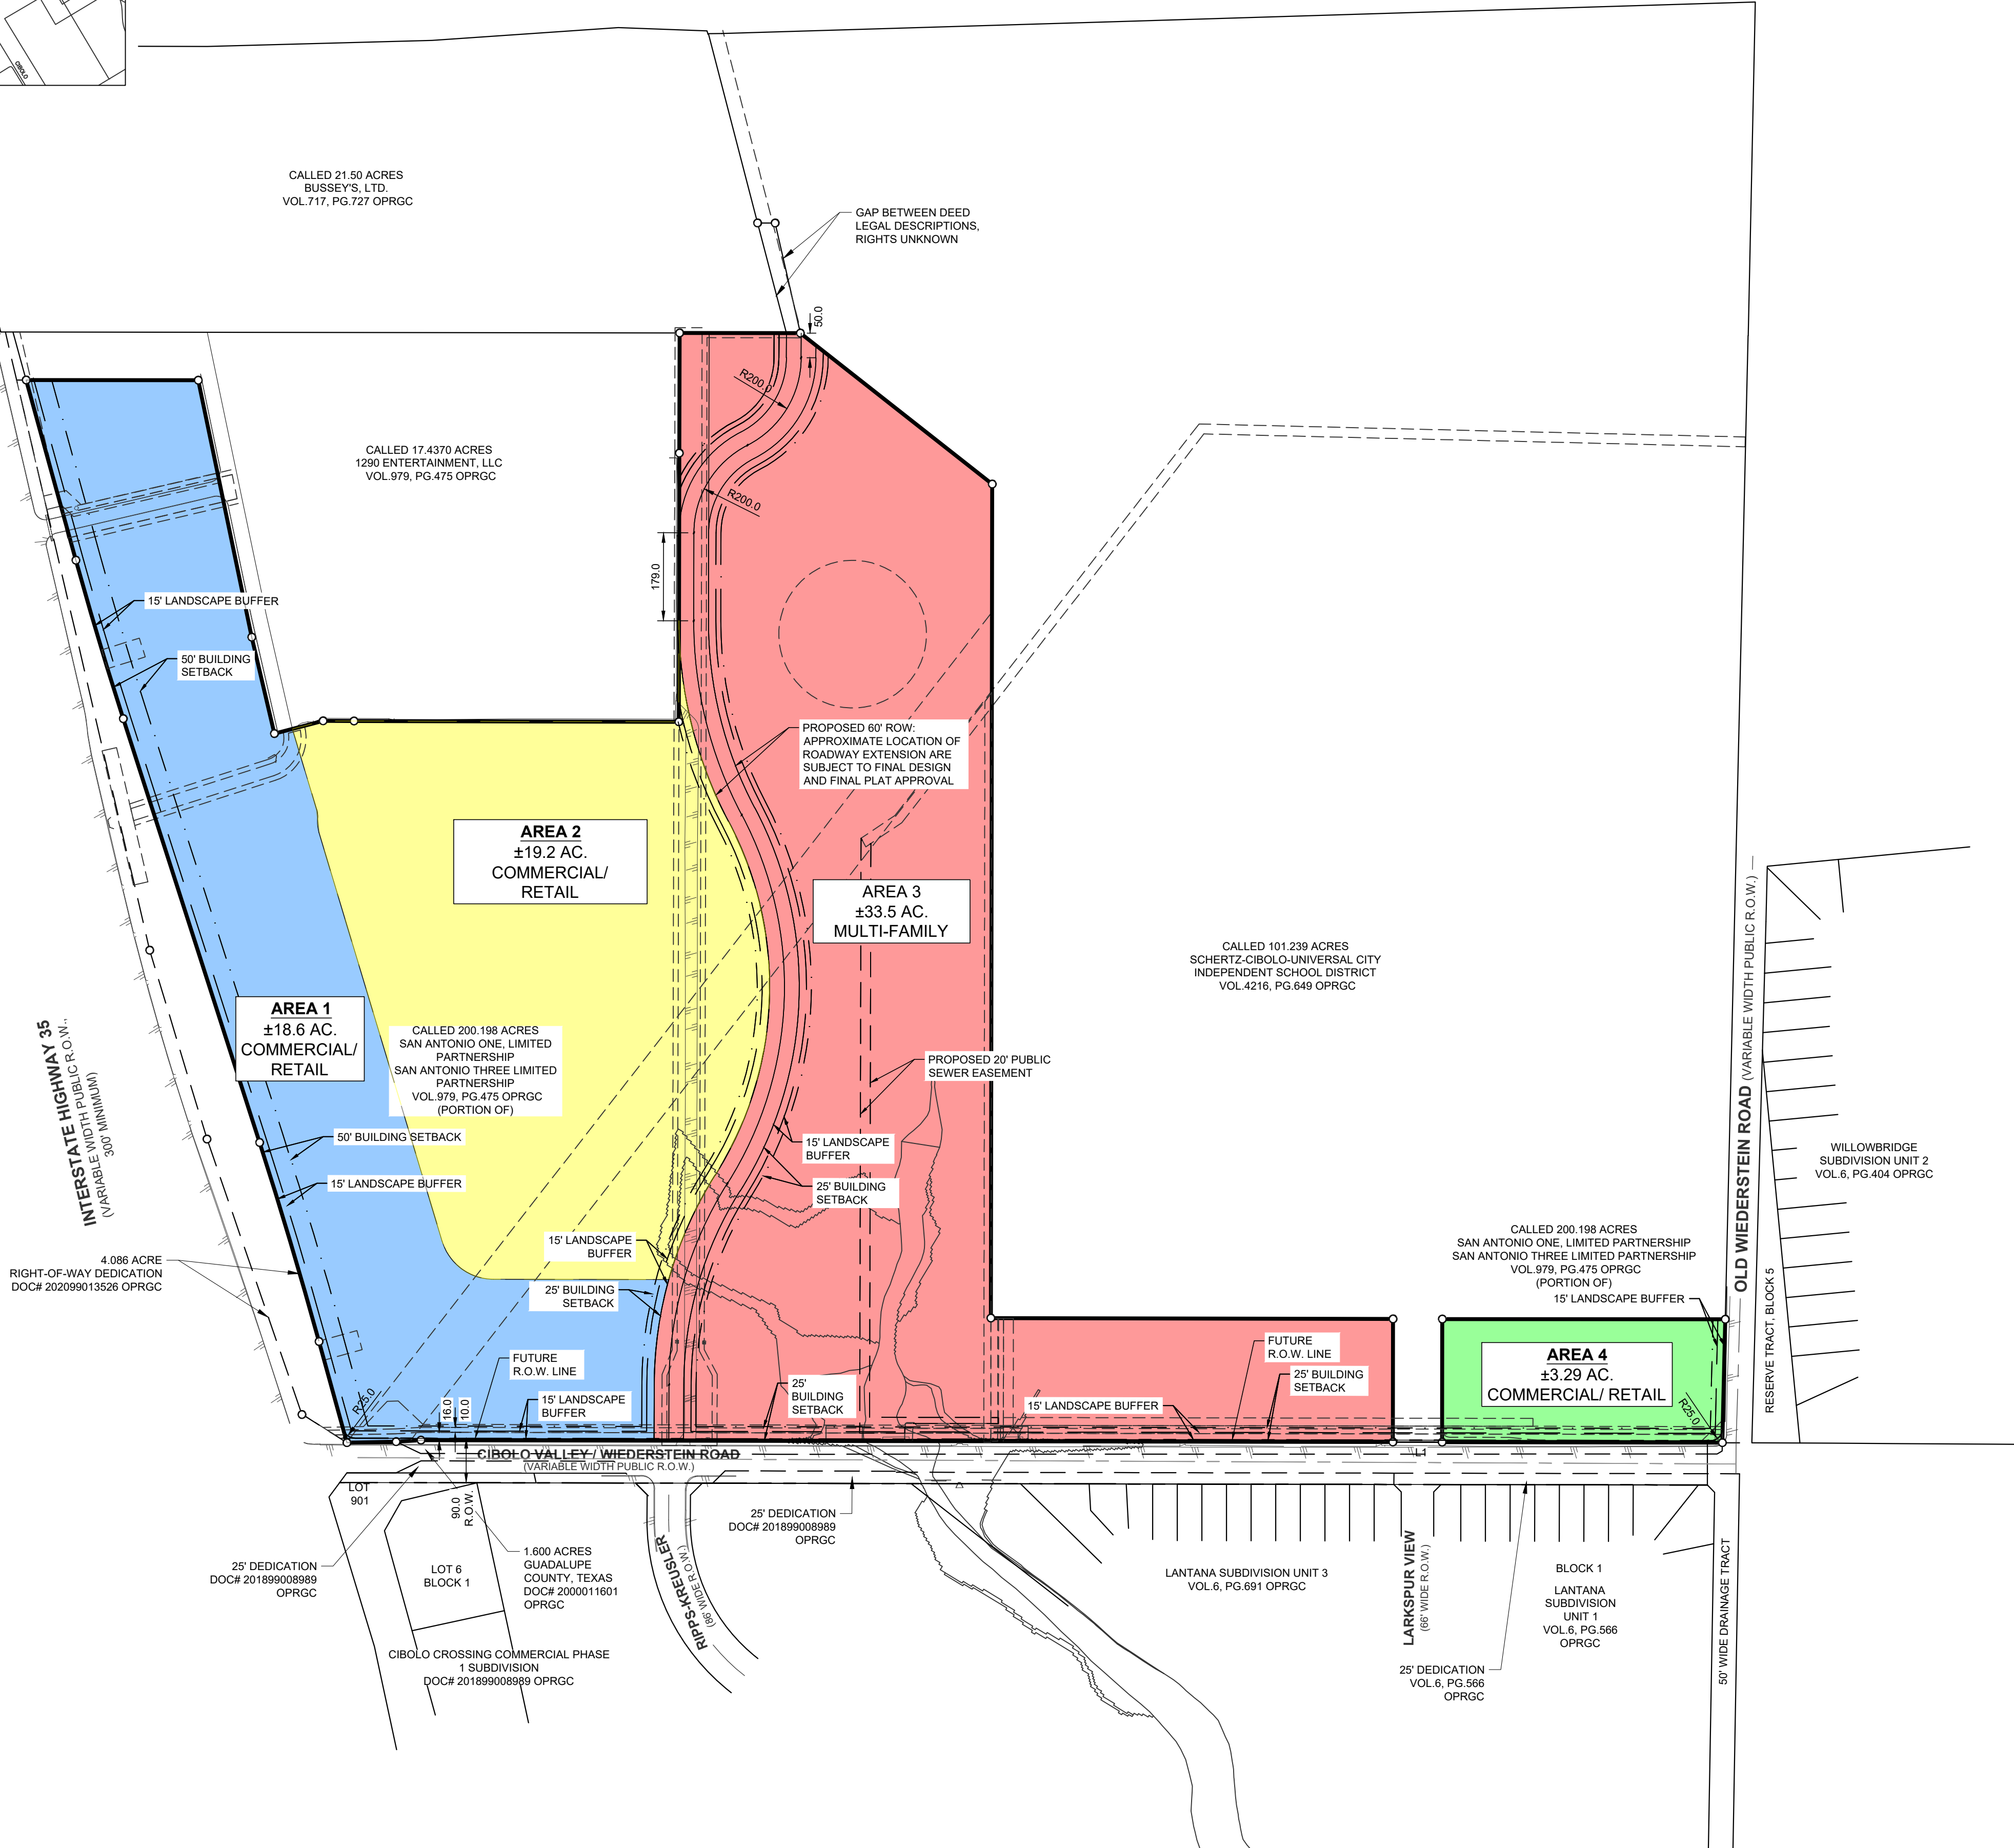 CIBOLO
CALLED 21.50 ACRES
BUSSEY'S, LTD.
VOL.717, PG.727 OPRGC
GAP BETWEEN DEED
LEGAL DESCRIPTIONS,
RIGHTS UNKNOWN
50.0
R200.0
CALLED 17.4370 ACRES
1290 ENTERTAINMENT, LLC
VOL.979, PG.475 OPRGC
R200.0
179.0
15' LANDSCAPE BUFFER
50' BUILDING
SETBACK
PROPOSED 60' ROW:
APPROXIMATE LOCATION OF
ROADWAY EXTENSION ARE
SUBJECT TO FINAL DESIGN
AND FINAL PLAT APPROVAL
AREA 2
±19.2 AC.
COMMERCIAL/
RETAIL
AREA 3
±33.5 AC.
MULTI-FAMILY
CALLED 101.239 ACRES
SCHERTZ-CIBOLO-UNIVERSAL CITY
INDEPENDENT SCHOOL DISTRICT
VOL.4216, PG.649 OPRGC
AREA 1
±18.6 AC.
COMMERCIAL/
RETAIL
CALLED 200.198 ACRES
SAN ANTONIO ONE, LIMITED
PARTNERSHIP
SAN ANTONIO THREE LIMITED
PARTNERSHIP
VOL.979, PG.475 OPRGC
(PORTION OF)
INTERSTATE HIGHWAY 35
(VARIABLE WIDTH PUBLIC R.O.W.,
300' MINIMUM)
PROPOSED 20' PUBLIC
SEWER EASEMENT
50' BUILDING SETBACK
15' LANDSCAPE BUFFER
15' LANDSCAPE
BUFFER
25' BUILDING
SETBACK
OLD WIEDERSTEIN ROAD (VARIABLE WIDTH PUBLIC R.O.W.)
WILLOWBRIDGE
SUBDIVISION UNIT 2
VOL.6, PG.404 OPRGC
RESERVE TRACT, BLOCK 5
4.086 ACRE
RIGHT-OF-WAY DEDICATION
DOC# 202099013526 OPRGC
15' LANDSCAPE
BUFFER
25' BUILDING
SETBACK
CALLED 200.198 ACRES
SAN ANTONIO ONE, LIMITED PARTNERSHIP
SAN ANTONIO THREE LIMITED PARTNERSHIP
VOL.979, PG.475 OPRGC
(PORTION OF)
15' LANDSCAPE BUFFER
FUTURE
R.O.W. LINE
FUTURE
R.O.W. LINE
25' BUILDING
SETBACK
AREA 4
±3.29 AC.
COMMERCIAL/ RETAIL
R25.0
R25.0
16.0
10.0
15' LANDSCAPE
BUFFER
25'
BUILDING
SETBACK
15' LANDSCAPE BUFFER
CIBOLO VALLEY/ WIEDERSTEIN ROAD
(VARIABLE WIDTH PUBLIC R.O.W.)
L1
LOT
901
90.0
R.O.W.
25' DEDICATION
DOC# 201899008989
OPRGC
25' DEDICATION
DOC# 201899008989
OPRGC
LOT 6
BLOCK 1
1.600 ACRES
GUADALUPE
COUNTY, TEXAS
DOC# 2000011601
OPRGC
RIPPS-KREUSLER
(86' WIDE R.O.W.)
LANTANA SUBDIVISION UNIT 3
VOL.6, PG.691 OPRGC
LARKSPUR VIEW
(66' WIDE R.O.W.)
BLOCK 1
LANTANA
SUBDIVISION
UNIT 1
VOL.6, PG.566
OPRGC
50' WIDE DRAINAGE TRACT
CIBOLO CROSSING COMMERCIAL PHASE
1 SUBDIVISION
DOC# 201899008989 OPRGC
25' DEDICATION
VOL.6, PG.566
OPRGC